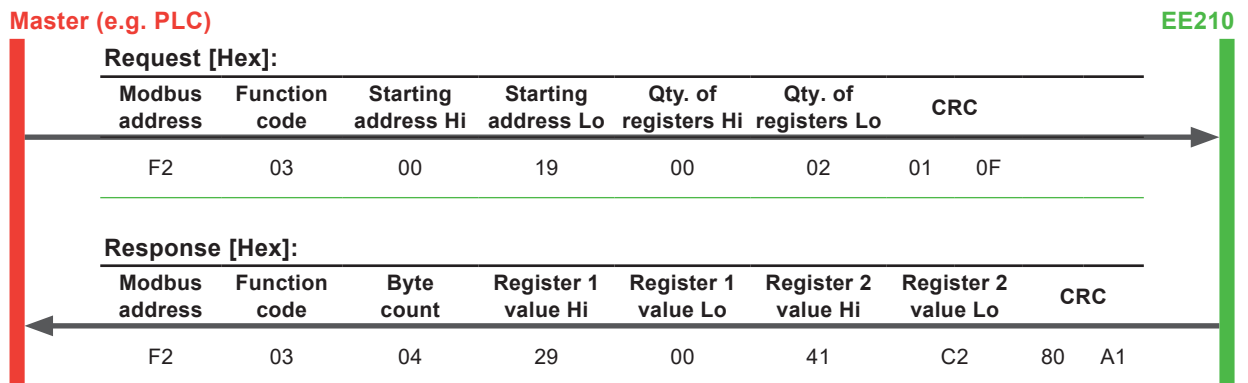 Master (e.g. PLC) EE210
Request [Hex]:
Modbus address Function code Starting address Hi Starting address Lo Qty. of registers Hi Qty. of registers Lo CRC
F2 03 00 19 00 02 01 0F
Response [Hex]:
Modbus address Function code Byte count Register 1 value Hi Register 1 value Lo Register 2 value Hi Register 2 value Lo CRC
F2 03 04 29 00 41 C2 80 A1